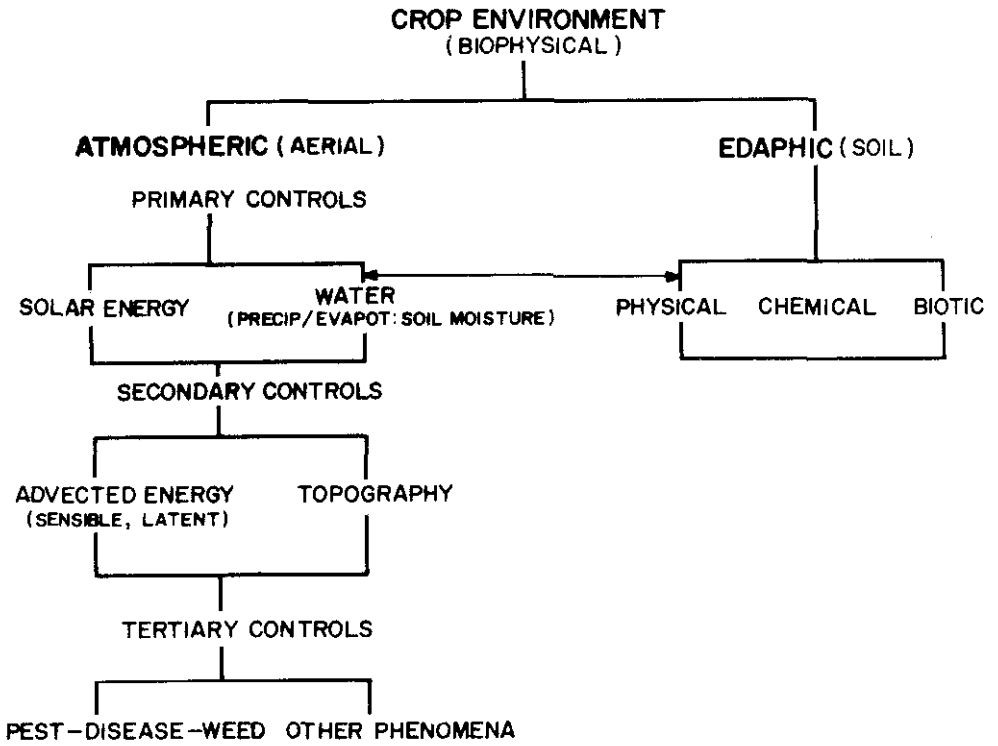 CROP ENVIRONMENT
(BIOPHYSICAL)
ATMOSPHERIC (AERIAL)
EDAPHIC (SOIL)
PRIMARY CONTROLS
SOLAR ENERGY
WATER
(PRECIP/EVAPOT: SOIL MOISTURE)
PHYSICAL
CHEMICAL
BIOTIC
SECONDARY CONTROLS
ADVECTED ENERGY
(SENSIBLE, LATENT)
TOPOGRAPHY
TERTIARY CONTROLS
PEST-DISEASE-WEED
OTHER PHENOMENA